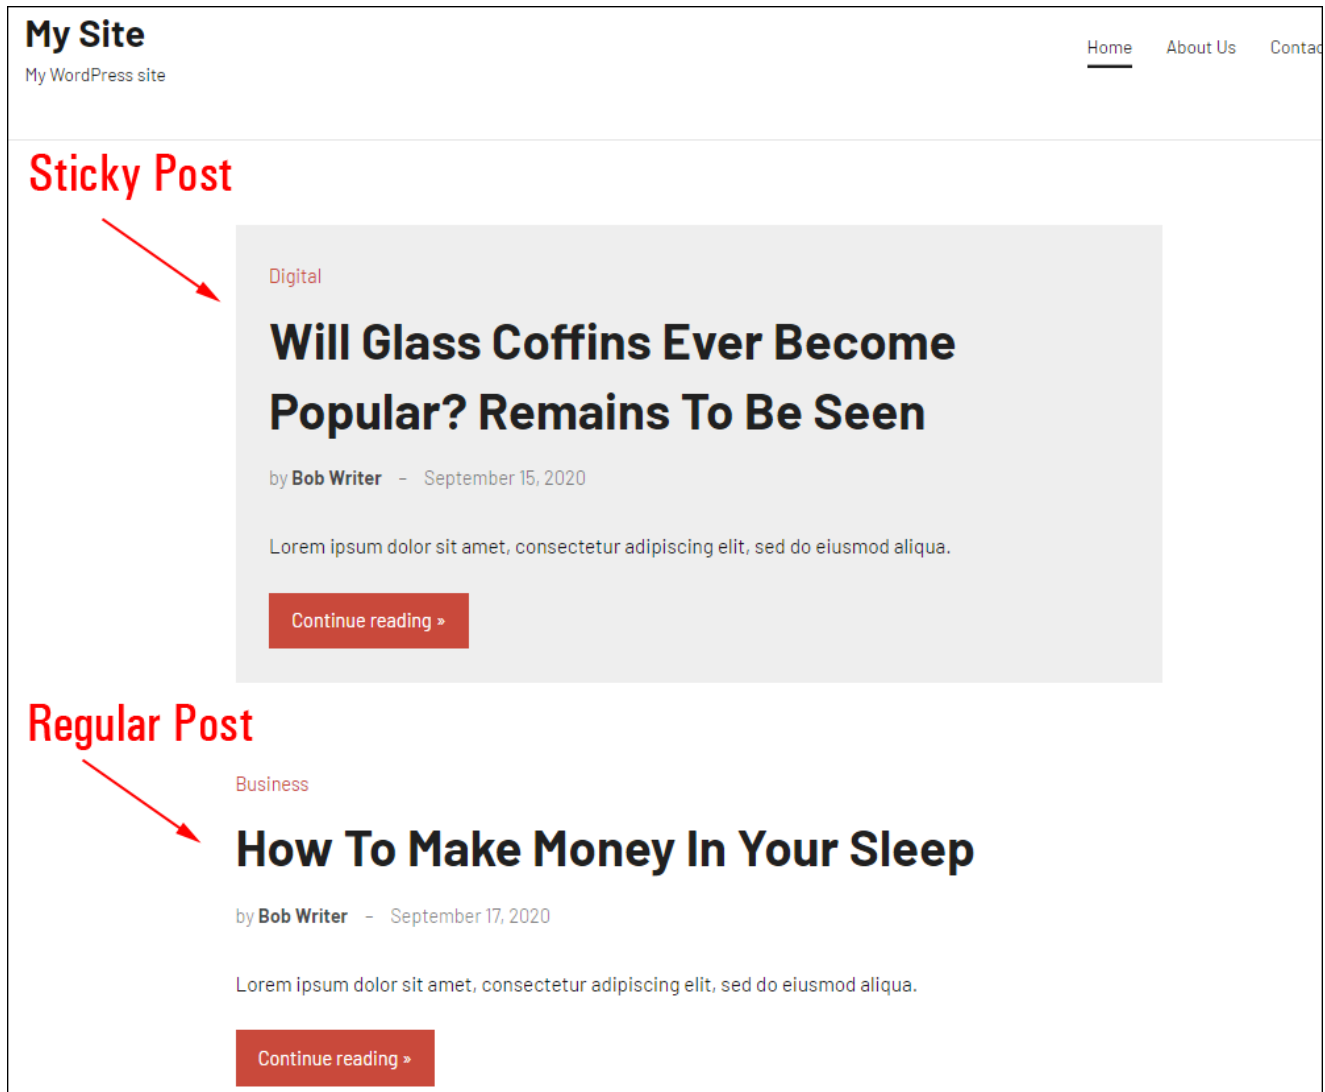 My Site
My WordPress site
Home About Us Contac
Sticky Post
Digital
Will Glass Coffins Ever Become
Popular? Remains To Be Seen
by Bob Writer – September 15, 2020
Lorem ipsum dolor sit amet, consectetur adipiscing elit, sed do eiusmod aliqua.
Continue reading »
Regular Post
Business
How To Make Money In Your Sleep
by Bob Writer – September 17, 2020
Lorem ipsum dolor sit amet, consectetur adipiscing elit, sed do eiusmod aliqua.
Continue reading »